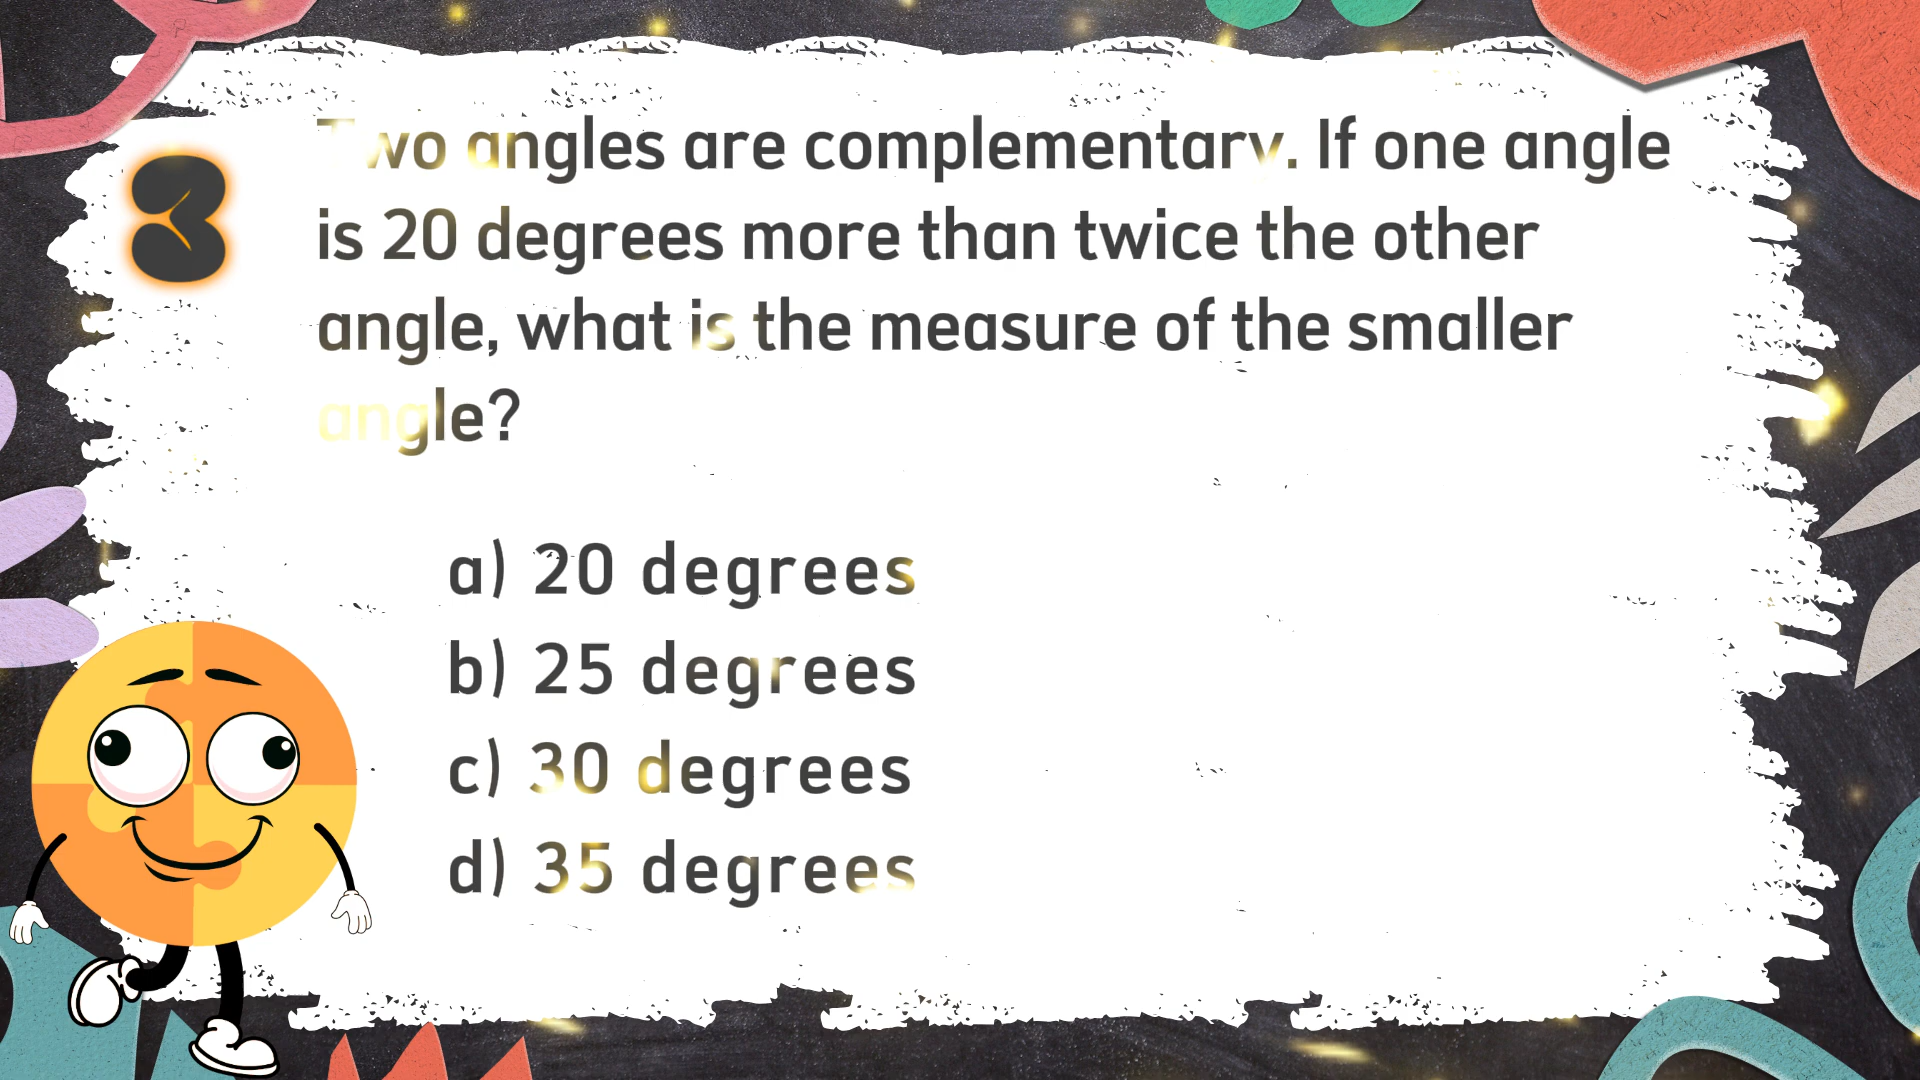 3
Two angles are complementary. If one angle
is 20 degrees more than twice the other
angle, what is the measure of the smaller
angle?
a) 20 degrees
b) 25 degrees
c) 30 degrees
d) 35 degrees